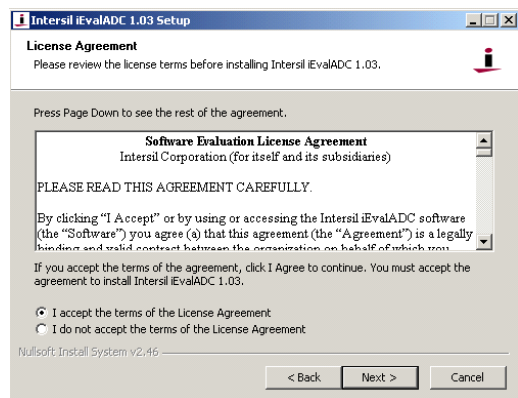 Intersil iEvalADC 1.03 Setup
License Agreement
Please review the license terms before installing Intersil iEvalADC 1.03.
Press Page Down to see the rest of the agreement.
Software Evaluation License Agreement
Intersil Corporation (for itself and its subsidiaries)
PLEASE READ THIS AGREEMENT CAREFULLY.
By clicking “I Accept” or by using or accessing the Intersil iEvalADC software
(the “Software”) you agree (a) that this agreement (the “Agreement”) is a legally
binding and valid contract between the organization on behalf of which you
If you accept the terms of the agreement, click I Agree to continue. You must accept the
agreement to install Intersil iEvalADC 1.03.
I accept the terms of the License Agreement
I do not accept the terms of the License Agreement
Nullsoft Install System v2.46
< Back
Next >
Cancel